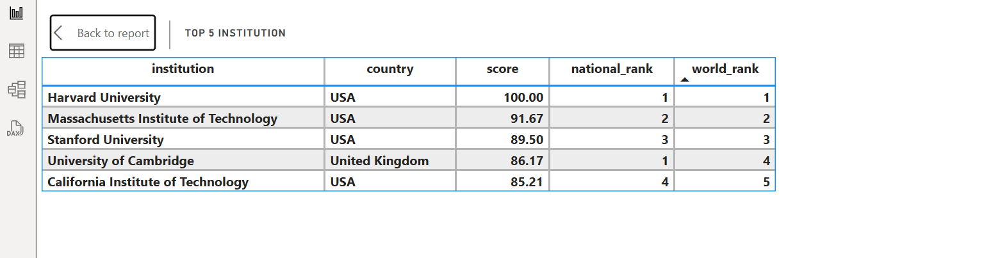 Back to report
TOP 5 INSTITUTION
institution country score national_rank world_rank
Harvard University USA 100.00 1 1
Massachusetts Institute of Technology USA 91.67 2 2
Stanford University USA 89.50 3 3
University of Cambridge United Kingdom 86.17 1 4
California Institute of Technology USA 85.21 4 5
DAX